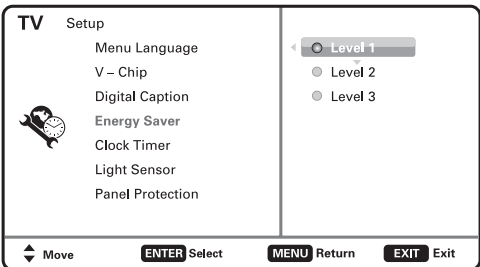 TV Setup
Menu Language
V – Chip
Digital Caption
Energy Saver
Clock Timer
Light Sensor
Panel Protection
Level 1
Level 2
Level 3
Move ENTER Select MENU Return EXIT Exit